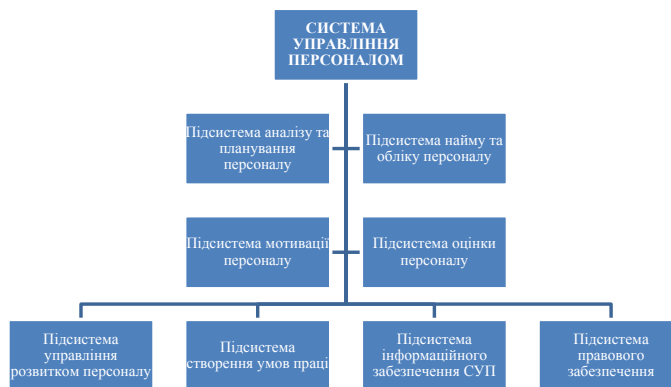 СИСТЕМА
УПРАВЛІННЯ
ПЕРСОНАЛОМ
Підсистема аналізу та
планування
персоналу
Підсистема найму та
обліку персоналу
Підсистема мотивації
персоналу
Підсистема оцінки
персоналу
Підсистема
управління
розвитком персоналу
Підсистема
створення умов праці
Підсистема
інформаційного
забезпечення СУП
Підсистема
правового
забезпечення